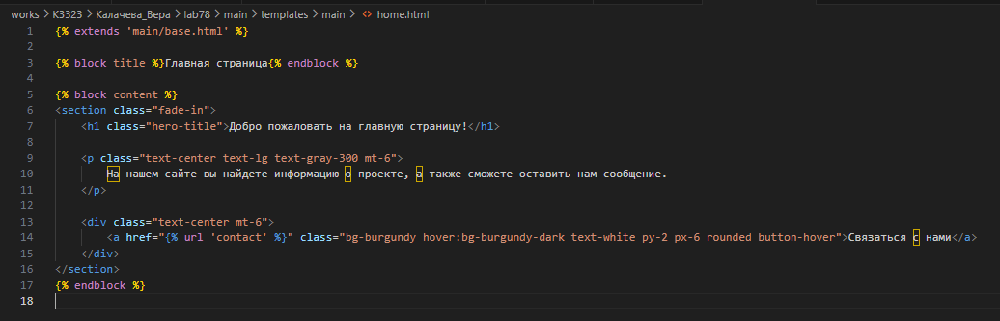 works > K3323 > Калачева_Вера > lab78 > main > templates > main > <> home.html
1 {% extends 'main/base.html' %}
2
3 {% block title %}Главная страница{% endblock %}
4
5 {% block content %}
6 <section class="fade-in">
7 <h1 class="hero-title">Добро пожаловать на главную страницу!</h1>
8
9 <p class="text-center text-lg text-gray-300 mt-6">
10 На нашем сайте вы найдете информацию о проекте, а также сможете оставить нам сообщение.
11 </p>
12
13 <div class="text-center mt-6">
14 <a href="{% url 'contact' %}" class="bg-burgundy hover:bg-burgundy-dark text-white py-2 px-6 rounded button-hover">Связаться с нами</a>
15 </div>
16 </section>
17 {% endblock %}
18